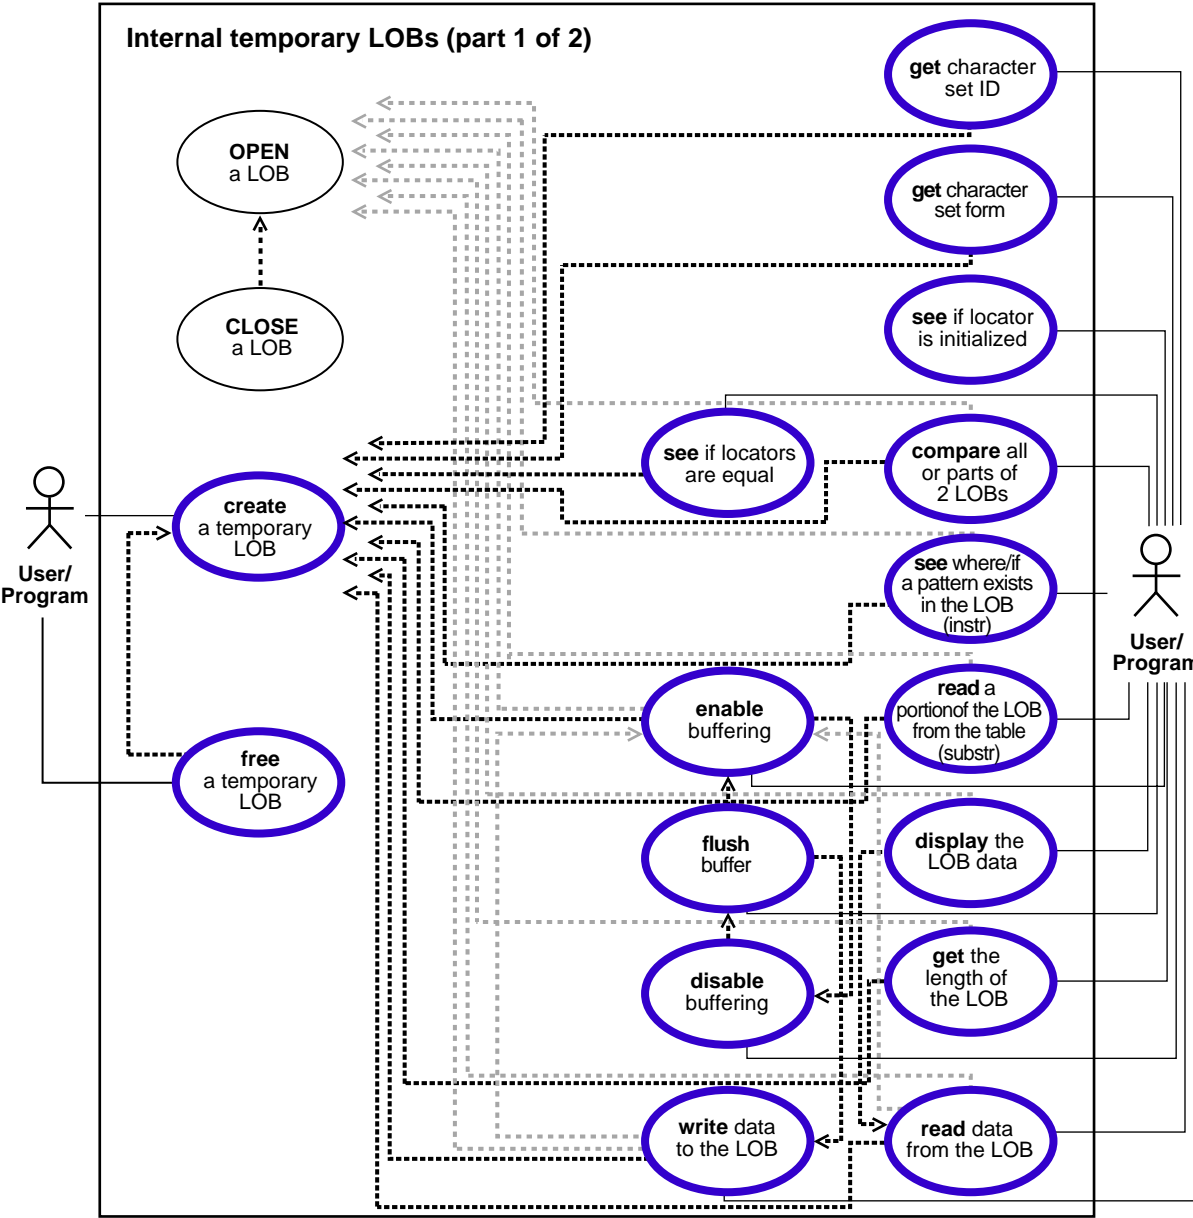 Internal temporary LOBs (part 1 of 2)
get character
set ID
OPEN
a LOB
get character
set form
CLOSE
a LOB
see if locator
is initialized
see if locators
are equal
compare all
or parts of
2 LOBs
create
a temporary
LOB
User/
Program
see where/if
a pattern exists
in the LOB
(instr)
User/
Program
enable
buffering
read a
portionof the LOB
from the table
(substr)
free
a temporary
LOB
flush
buffer
display the
LOB data
disable
buffering
get the
length of
the LOB
write data
to the LOB
read data
from the LOB